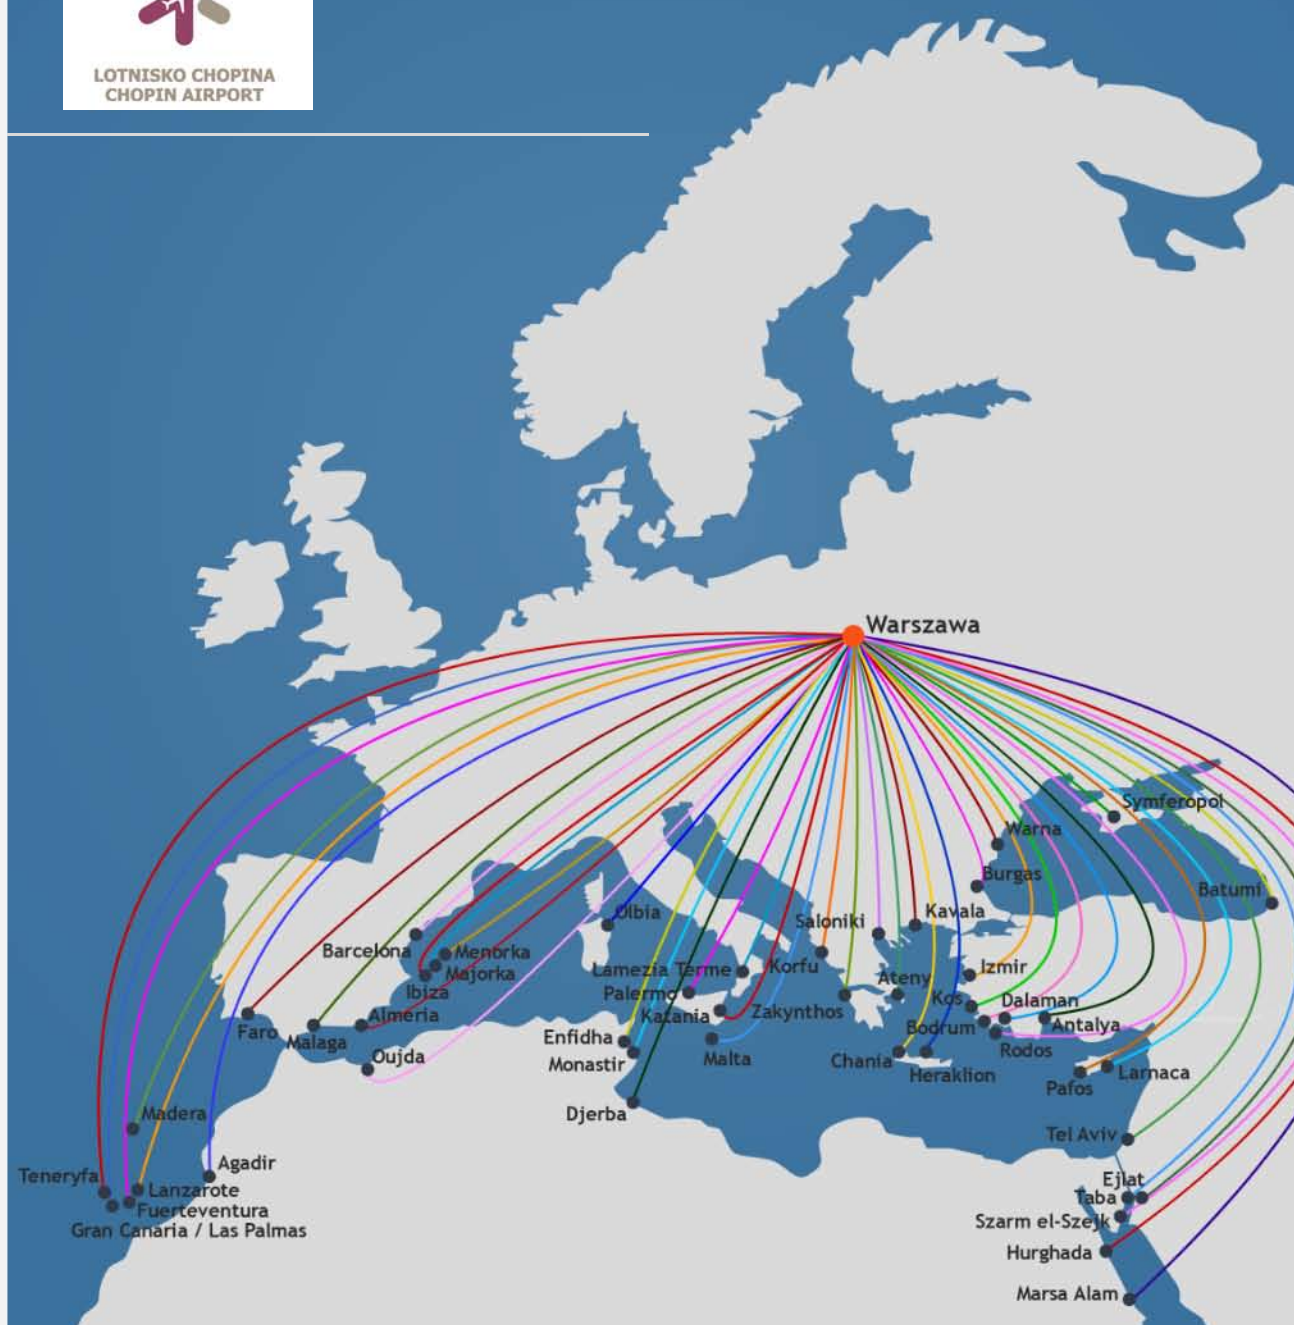 LOTNISKO CHOPINA
CHOPIN AIRPORT
Warszawa
Symferopol
Warna
Burgas
Batumi
Olbia
Saloniki
Kavala
Barcelona
Menorka
Majorka
Ibiza
Lamezia Terme
Korfu
Izmir
Palermo
Ateny
Kos
Dalaman
Katania
Zakynthos
Almeria
Faro
Malaga
Bodrum
Antalya
Enfidha
Rodos
Oujda
Monastir
Malta
Chania
Heraklion
Larnaca
Pafos
Djerba
Madera
Tel Aviv
Agadir
Teneryfa
Ejlat
Lanzarote
Taba
Fuerteventura
Szarm el-Szejk
Gran Canaria / Las Palmas
Hurghada
Marsa Alam